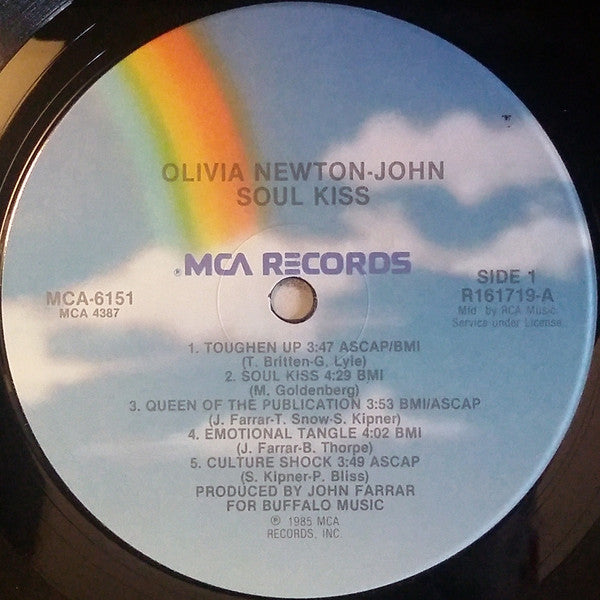 OLIVIA NEWTON-JOHN
SOUL KISS
®MCA RECORDS
MCA-6151
MCA 4387
SIDE 1
R161719-A
Mfd. by RCA Music
Service under License.
1. TOUGHEN UP 3:47 ASCAP/BMI
(T. Britten-G. Lyle)
2. SOUL KISS 4:29 BMI
(M. Goldenberg)
3. QUEEN OF THE PUBLICATION 3:53 BMI/ASCAP
(J. Farrar-T. Snow-S. Kipner)
4. EMOTIONAL TANGLE 4:02 BMI
(J. Farrar-B. Thorpe)
5. CULTURE SHOCK 3:49 ASCAP
(S. Kipner-P. Bliss)
PRODUCED BY JOHN FARRAR
FOR BUFFALO MUSIC
℗ 1985 MCA
RECORDS, INC.